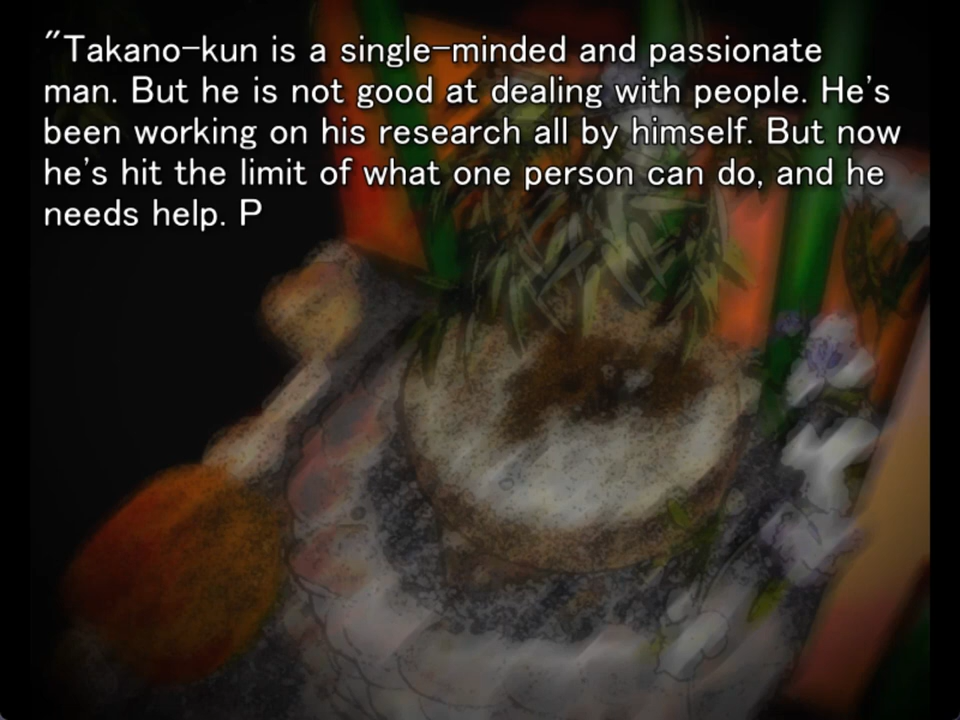 "Takano-kun is a single-minded and passionate
man. But he is not good at dealing with people. He's
been working on his research all by himself. But now
he's hit the limit of what one person can do, and he
needs help. P